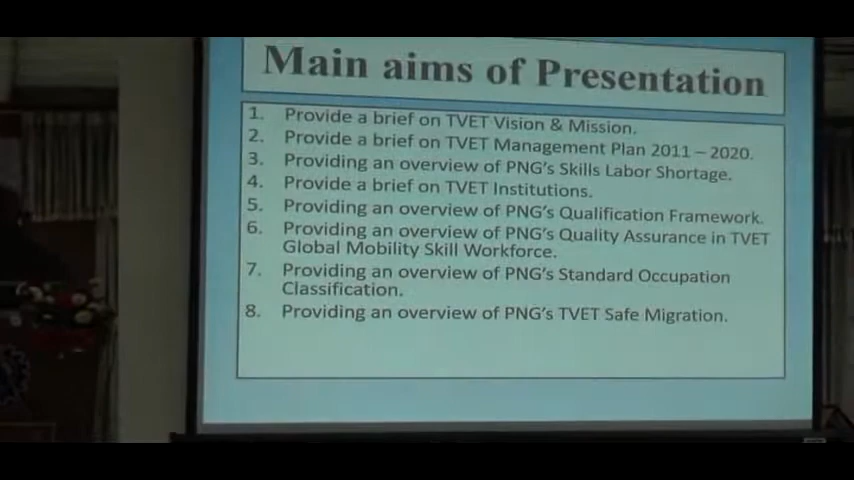 Main aims of Presentation
1. Provide a brief on TVET Vision & Mission.
2. Provide a brief on TVET Management Plan 2011 – 2020.
3. Providing an overview of PNG's Skills Labor Shortage.
4. Provide a brief on TVET Institutions.
5. Providing an overview of PNG's Qualification Framework.
6. Providing an overview of PNG's Quality Assurance in TVET
Global Mobility Skill Workforce.
7. Providing an overview of PNG's Standard Occupation
Classification.
8. Providing an overview of PNG's TVET Safe Migration.